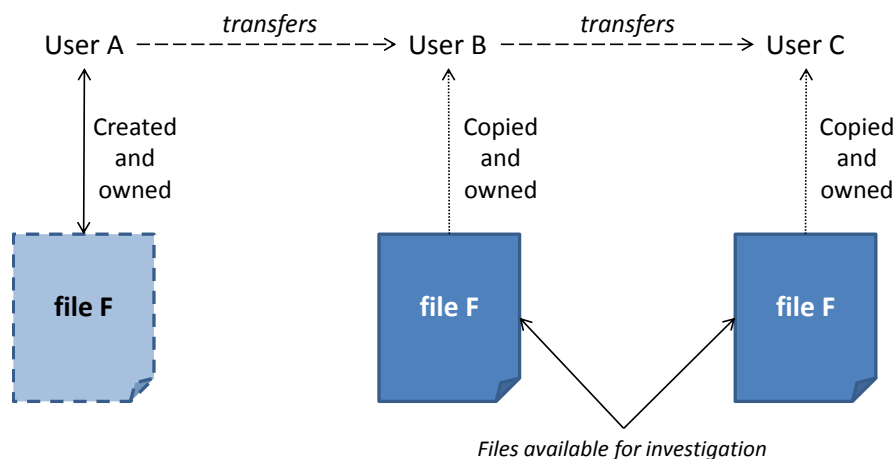 transfers
transfers
User A
User B
User C
Created
and
owned
Copied
and
owned
Copied
and
owned
file F
file F
file F
Files available for investigation